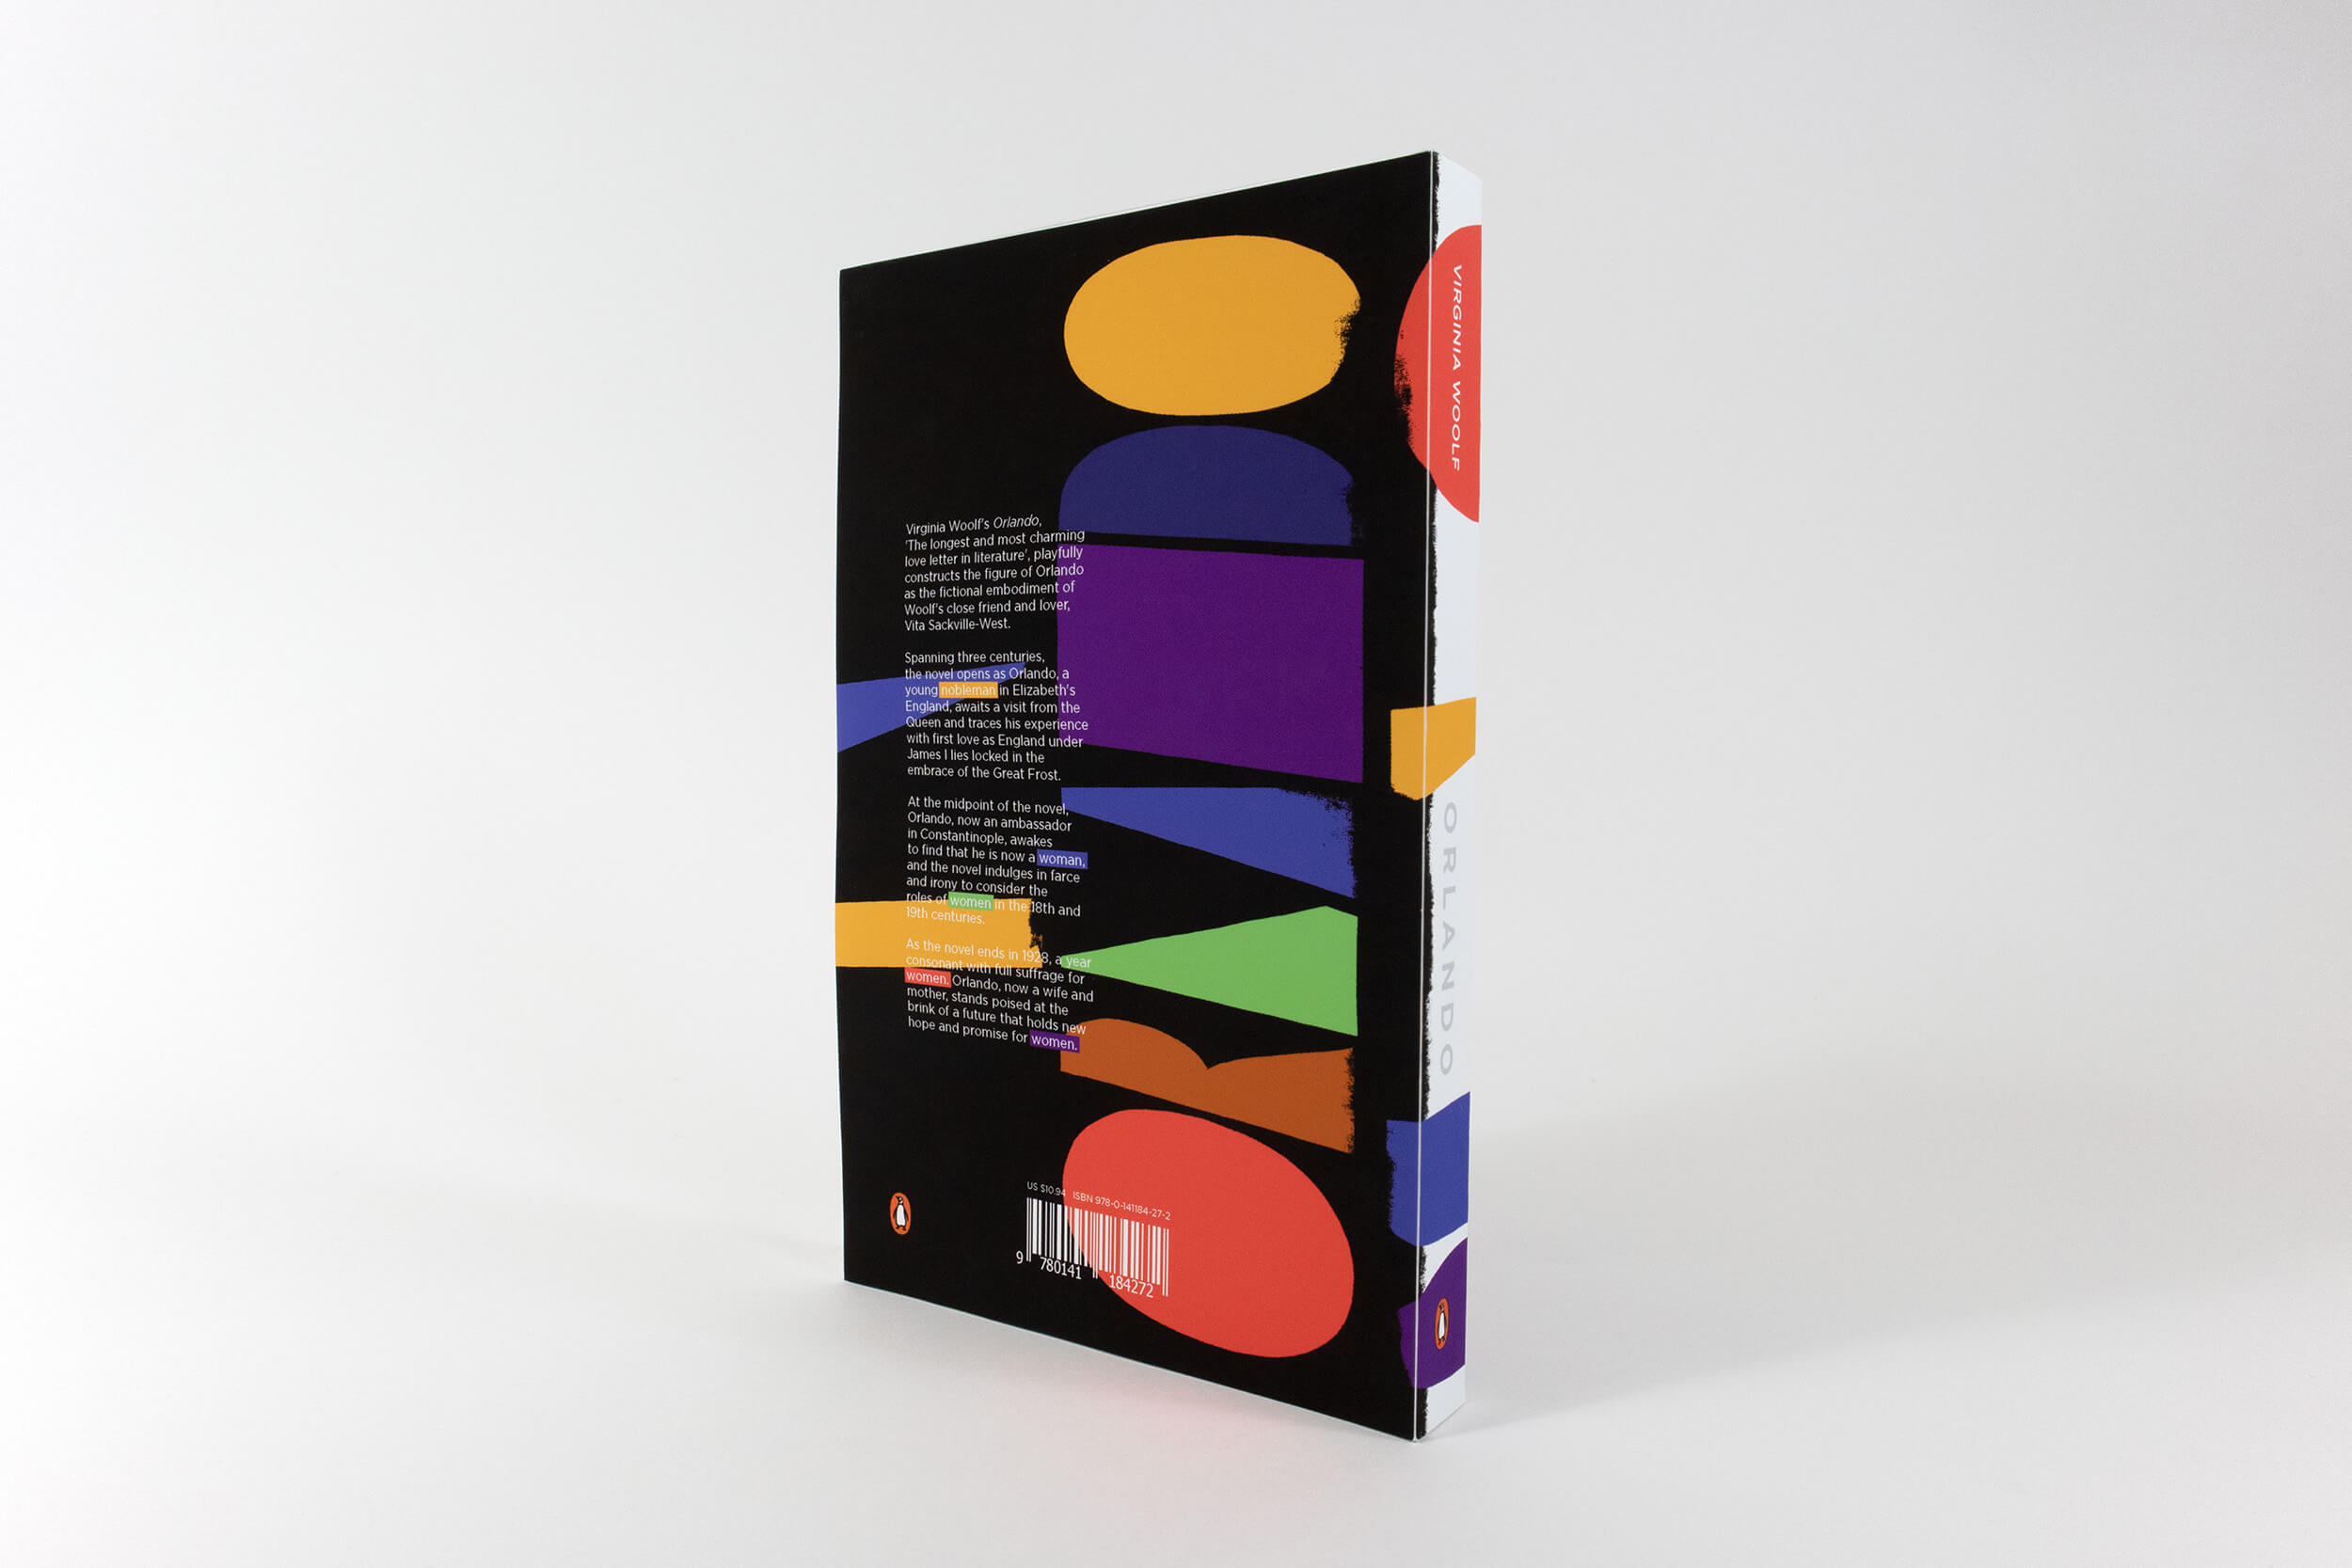 Virginia Woolf's Orlando,
'The longest and most charming
love letter in literature', playfully
constructs the figure of Orlando
as the fictional embodiment of
Woolf's close friend and lover,
Vita Sackville-West.
Spanning three centuries,
the novel opens as Orlando, a
young nobleman in Elizabeth's
England, awaits a visit from the
Queen and traces his experience
with first love as England under
James I lies locked in the
embrace of the Great Frost.
At the midpoint of the novel,
Orlando, now an ambassador
in Constantinople, awakes
to find that he is now a woman,
and the novel indulges in farce
and irony to consider the
roles of women in the 18th and
19th centuries.
As the novel ends in 1928, a year
consonant with full suffrage for
women, Orlando, now a wife and
mother, stands poised at the
brink of a future that holds new
hope and promise for women.
US $10.94 ISBN 978-0-141184-27-2
9 780141 184272
VIRGINIA WOOLF
ORLANDO